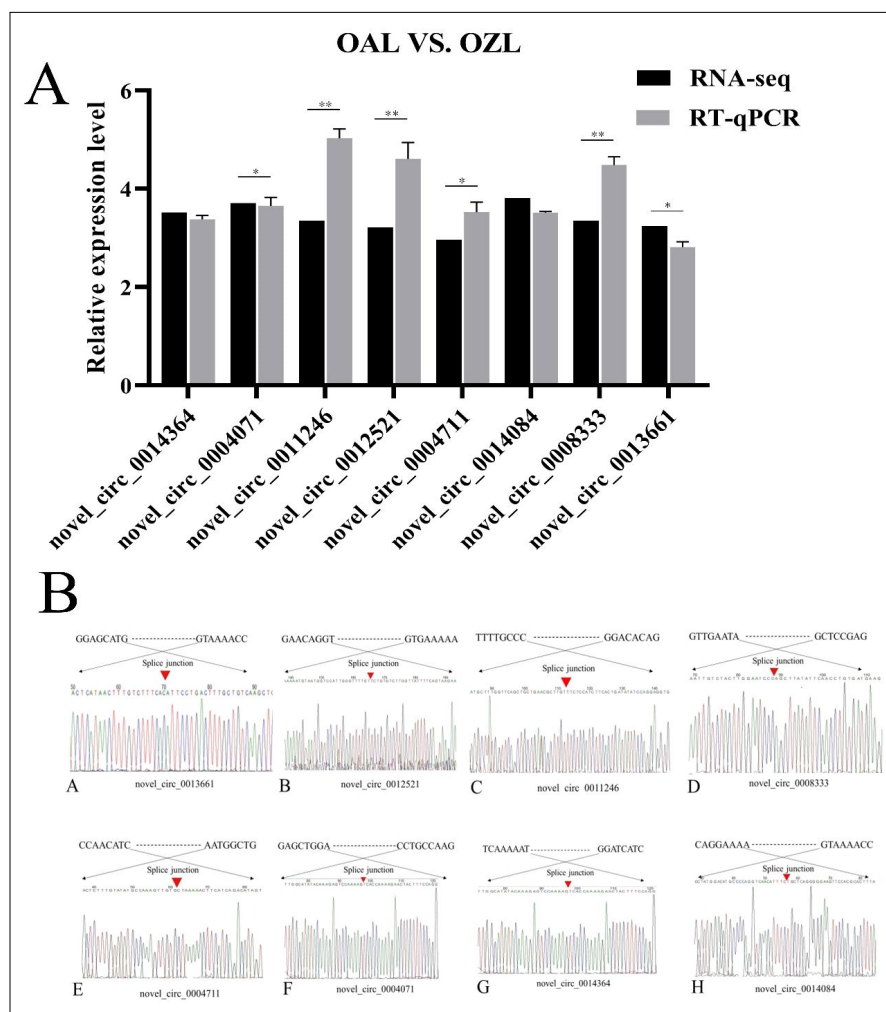 OAL VS. OZL
A
RNA-seq
RT-qPCR
Relative expression level
6
4
2
0
*
**
**
*
**
*
novel_circ_0014364
novel_circ_0004071
novel_circ_0011246
novel_circ_0012521
novel_circ_0004711
novel_circ_0014084
novel_circ_0008333
novel_circ_0013661
B
GGAGCATG ------------ GTAAAACC
Splice junction
A
novel_circ_0013661
GAACAGGT ------------ GTGAAAAA
Splice junction
B
novel_circ_0012521
TTTTGCCC ------------ GGACACAG
Splice junction
C
novel circ 0011246
GTTGAATA ------------ GCTCCGAG
Splice junction
D
novel_circ_0008333
CCAACATC ------------ AATGGCTG
Splice junction
E
novel_circ_0004711
GAGCTGGA ------------ CCTGCCAAG
Splice junction
F
novel_circ_0004071
TCAAAAAT ------------ GGATCATC
Splice junction
G
novel_circ_0014364
CAGGAAAA ------------ GTAAAACC
Splice junction
H
novel_circ_0014084